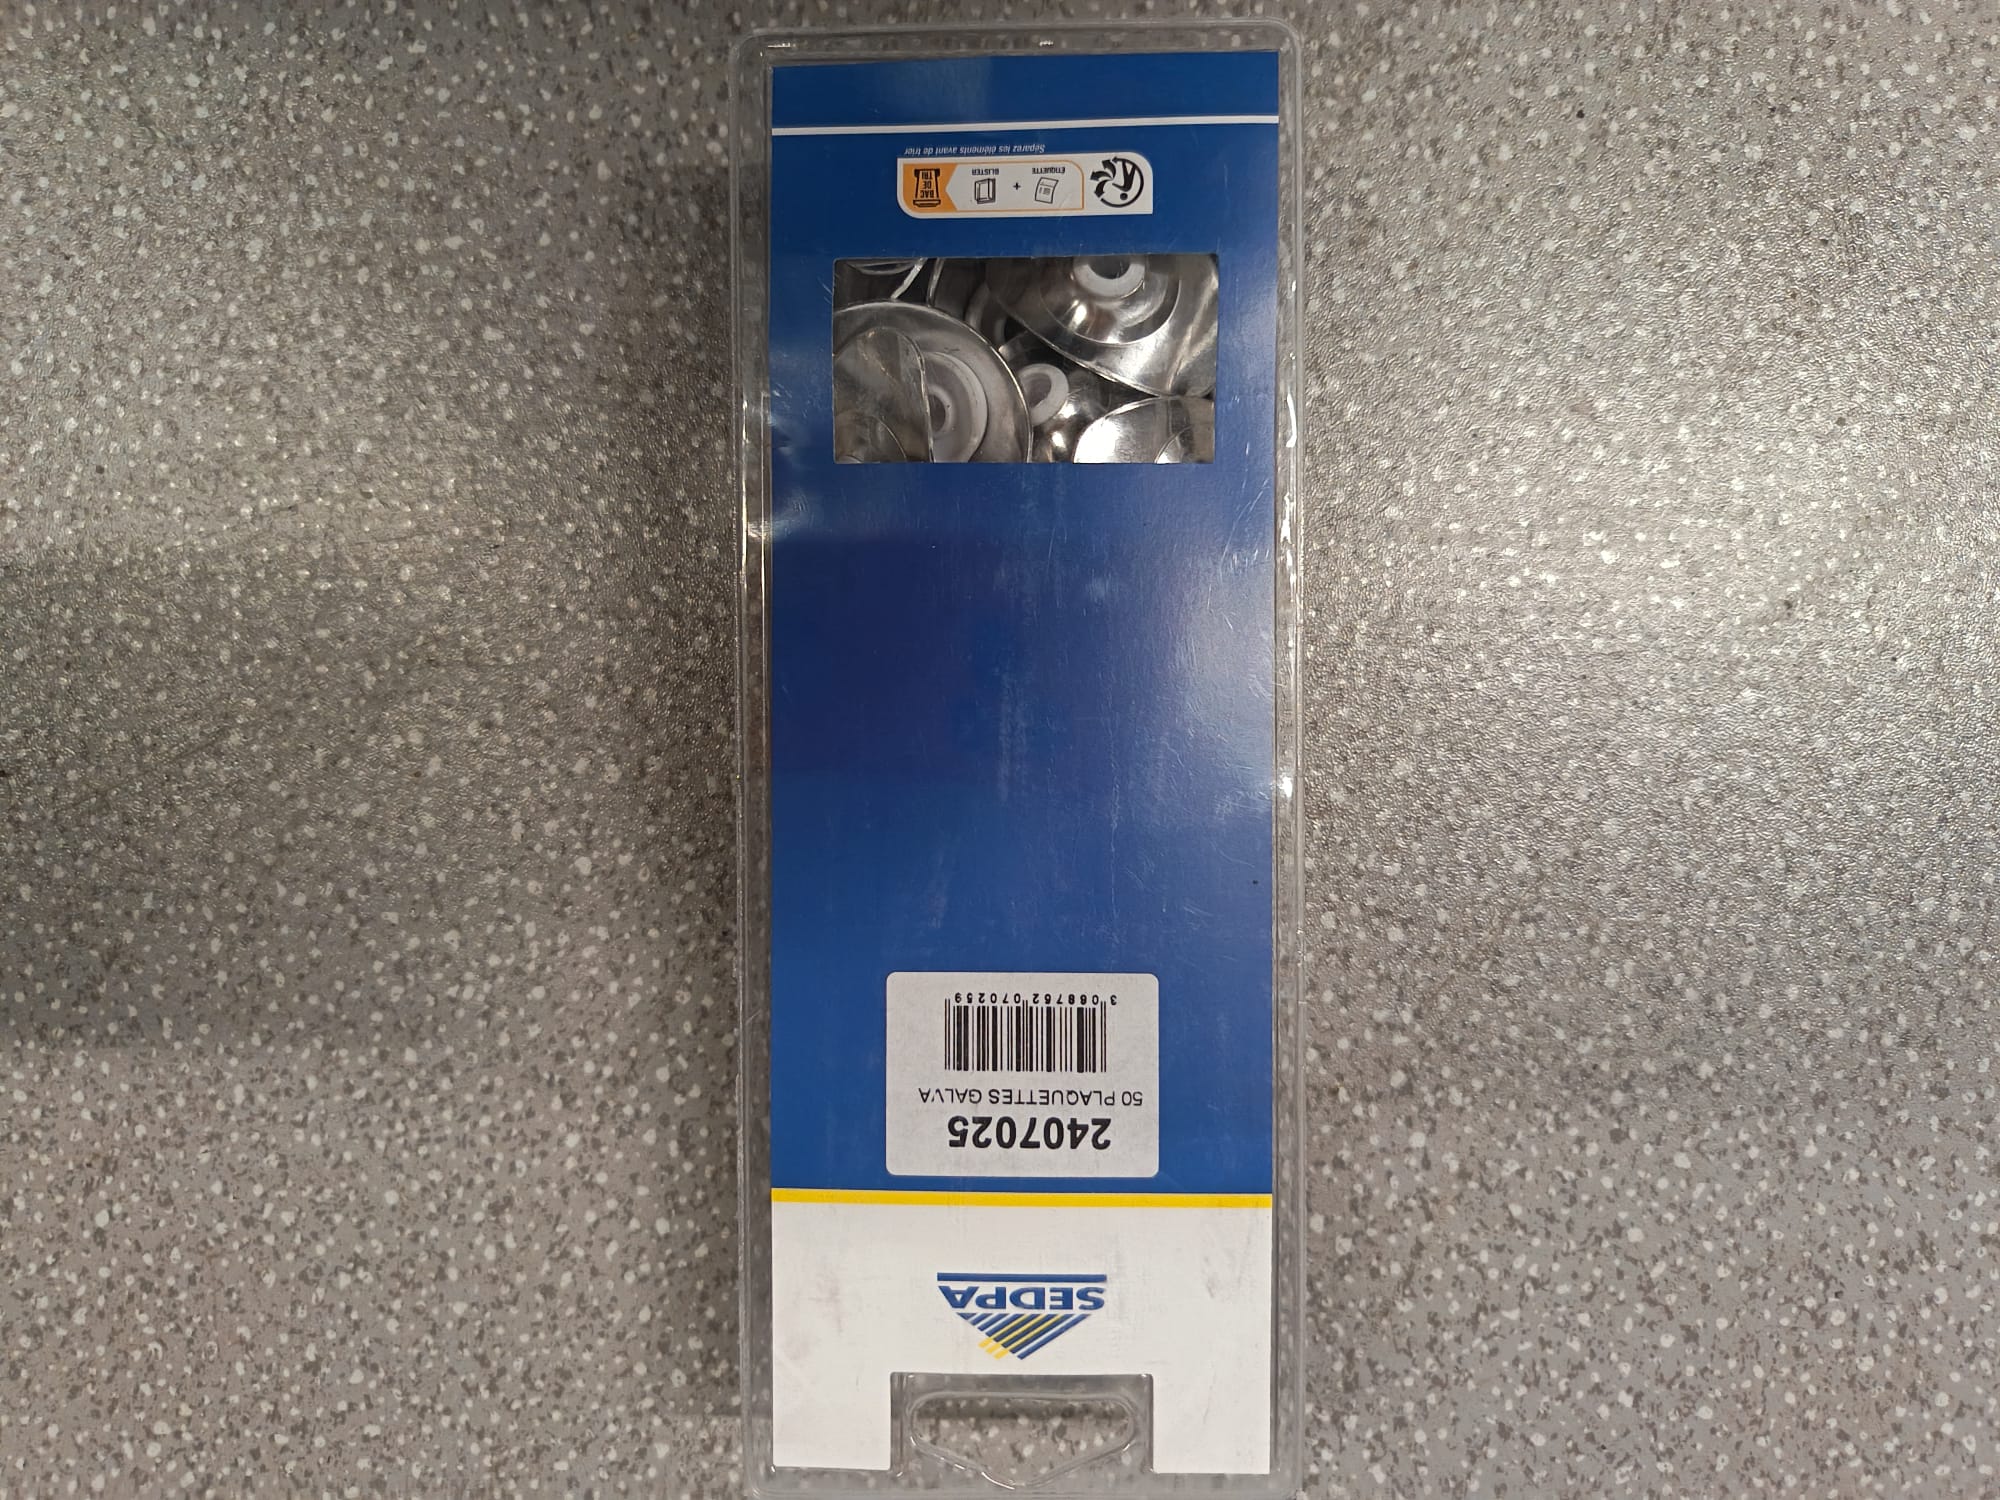 SEDPA
2407025
50 PLAQUETTES GALVA
3 068762 070259
ÉTIQUETTE
+
BLISTER
BAC
DE
TRI
Séparez les éléments avant de trier